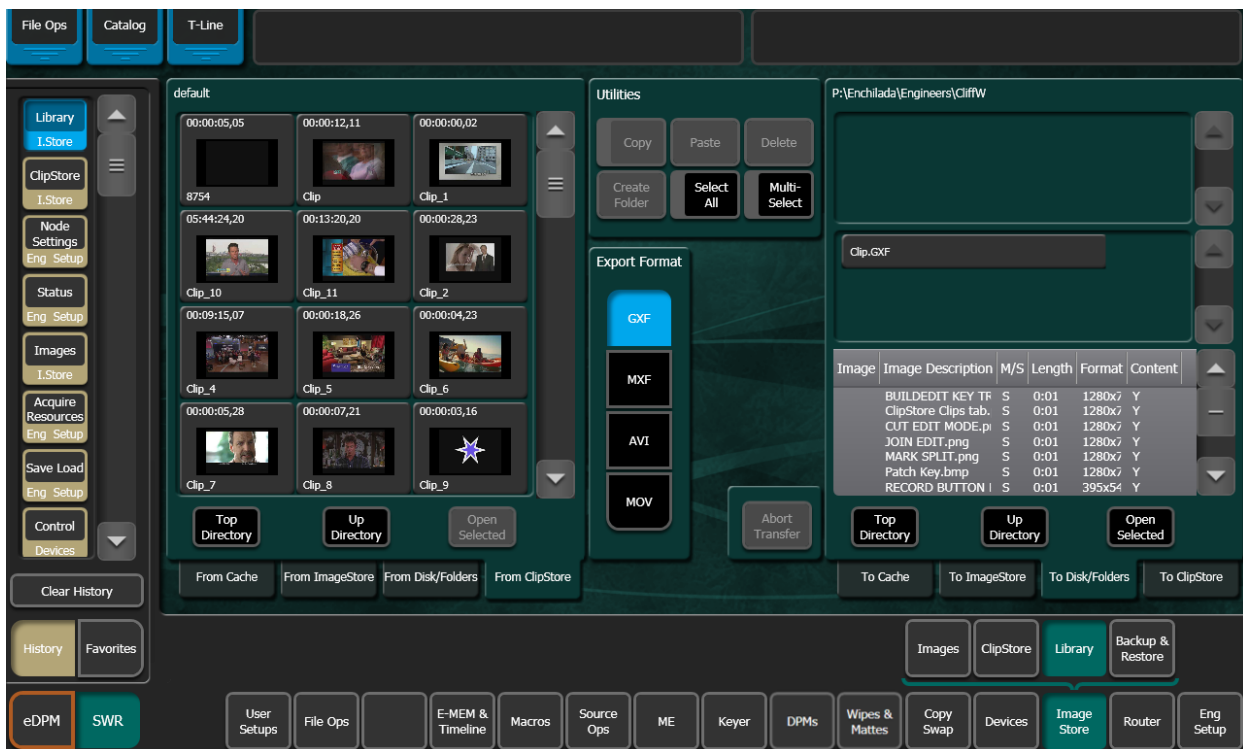 File Ops
Catalog
T-Line
Library
I.Store
ClipStore
I.Store
Node
Settings
Eng Setup
Status
Eng Setup
Images
I.Store
Acquire
Resources
Eng Setup
Save Load
Eng Setup
Control
Devices
Clear History
History
Favorites
default
00:00:05,05
00:00:12,11
00:00:00,02
8754
Clip
Clip_1
05:44:24,20
00:13:20,20
00:00:28,23
Clip_10
Clip_11
Clip_2
00:09:15,07
00:00:18,26
00:00:04,23
Clip_4
Clip_5
Clip_6
00:00:05,28
00:00:07,21
00:00:03,16
Clip_7
Clip_8
Clip_9
Top
Directory
Up
Directory
Open
Selected
From Cache
From ImageStore
From Disk/Folders
From ClipStore
Utilities
Copy
Paste
Delete
Create
Folder
Select
All
Multi-
Select
Export Format
GXF
MXF
AVI
MOV
Abort
Transfer
P:\Enchilada\Engineers\CliffW
Clip.GXF
Image Image Description M/S Length Format Content
BUILDEDIT KEY TR S 0:01 1280x7 Y
ClipStore Clips tab. S 0:01 1280x7 Y
CUT EDIT MODE.p S 0:01 1280x7 Y
JOIN EDIT.png S 0:01 1280x7 Y
MARK SPLIT.png S 0:01 1280x7 Y
Patch Key.bmp S 0:01 1280x7 Y
RECORD BUTTON S 0:01 395x54 Y
Top
Directory
Up
Directory
Open
Selected
To Cache
To ImageStore
To Disk/Folders
To ClipStore
Images
ClipStore
Library
Backup &
Restore
eDPM
SWR
User
Setups
File Ops
E-MEM &
Timeline
Macros
Source
Ops
ME
Keyer
DPMs
Wipes &
Mattes
Copy
Swap
Devices
Image
Store
Router
Eng
Setup